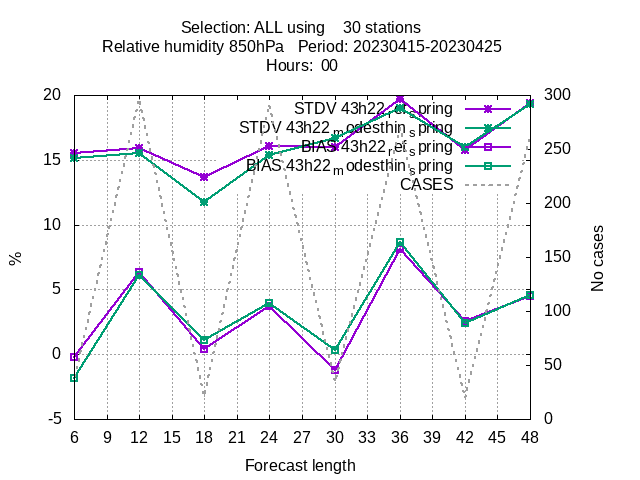 Selection: ALL using 30 stations
Relative humidity 850hPa Period: 20230415-20230425
Hours: 00
STDV 43h22_ref_spring
STDV 43h22_modesthin_spring
BIAS 43h22_ref_spring
BIAS 43h22_modesthin_spring
CASES
20
15
10
5
0
-5
%
300
250
200
150
100
50
0
No cases
6 9 12 15 18 21 24 27 30 33 36 39 42 45 48
Forecast length